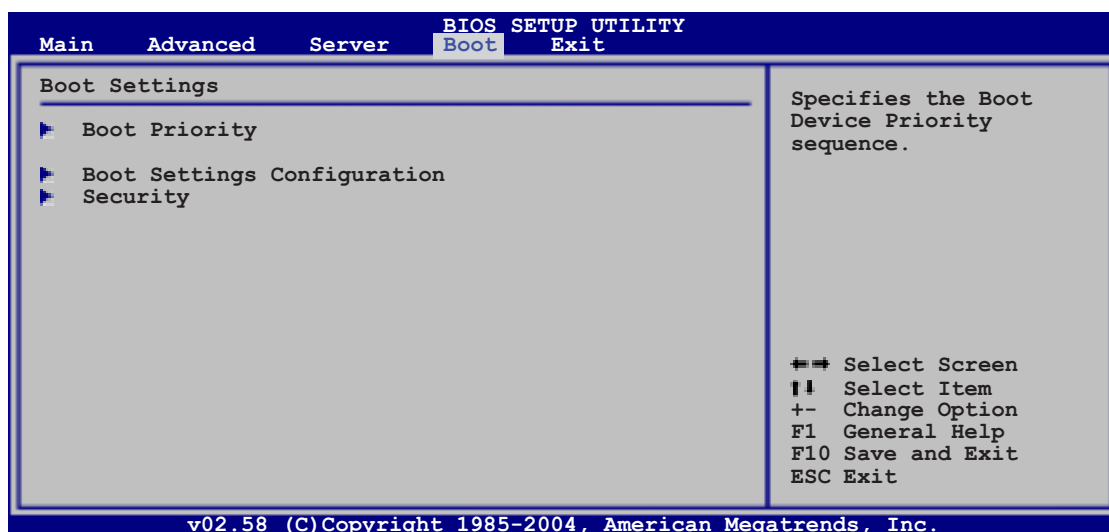 BIOS SETUP UTILITY
Main Advanced Server Boot Exit
Boot Settings
Boot Priority
Boot Settings Configuration
Security
Specifies the Boot
Device Priority
sequence.
Select Screen
Select Item
+- Change Option
F1 General Help
F10 Save and Exit
ESC Exit
v02.58 (C)Copyright 1985-2004, American Megatrends, Inc.